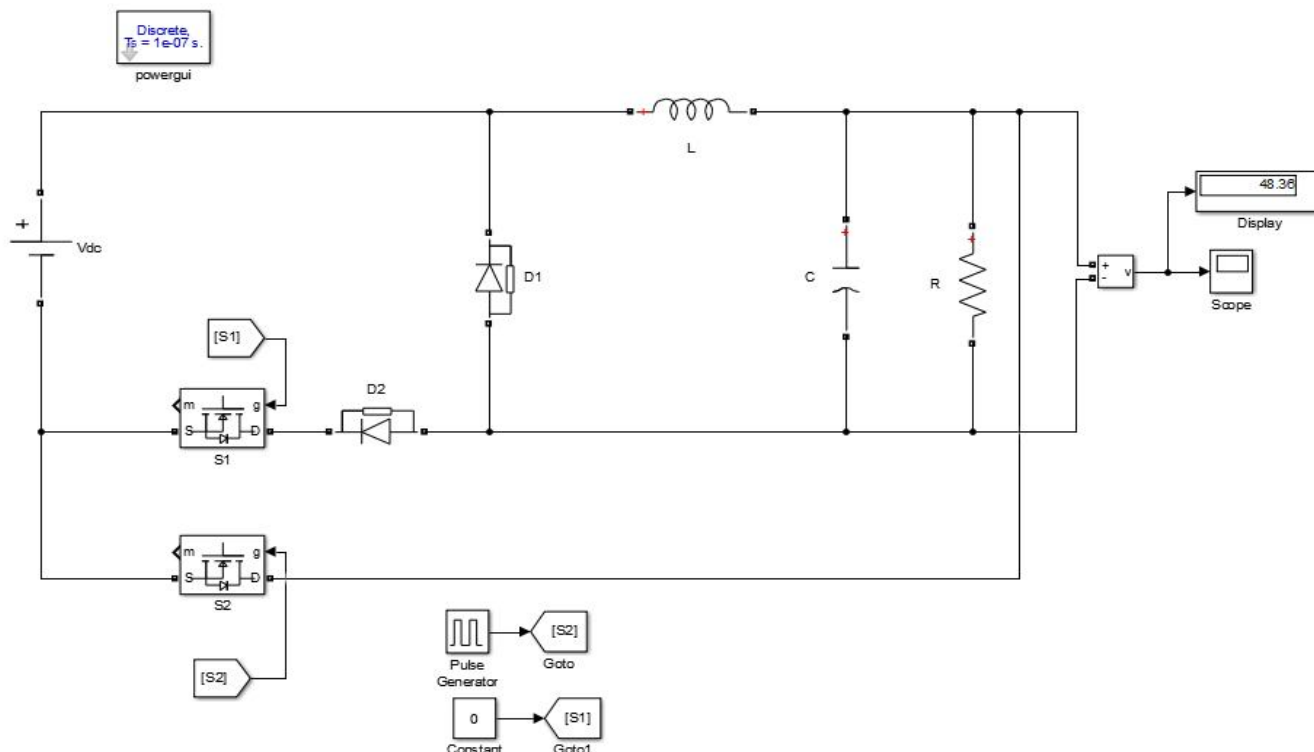 Discrete,
Ts = 1e-07 s.
powergui
L
+
Vdc
D1
C
R
+
-
v
48.36
Display
Scope
[S1]
m
g
S
D
S1
D2
m
g
S
D
S2
[S2]
Pulse
Generator
[S2]
Goto
0
Constant
[S1]
Goto1